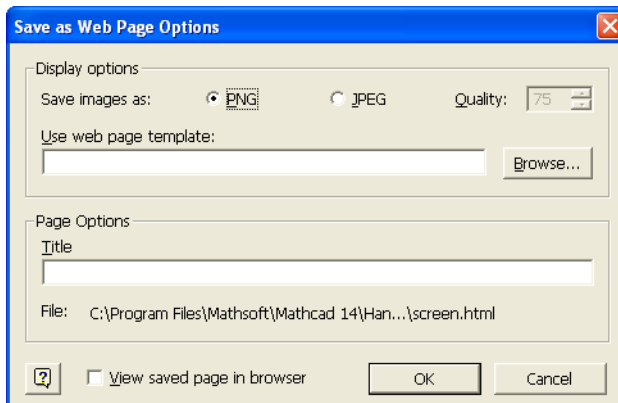 Save as Web Page Options
Display options
Save images as: PNG JPEG Quality: 75
Use web page template:
Browse...
Page Options
Title
File: C:\Program Files\Mathsoft\Mathcad 14\Han...\screen.html
? View saved page in browser OK Cancel